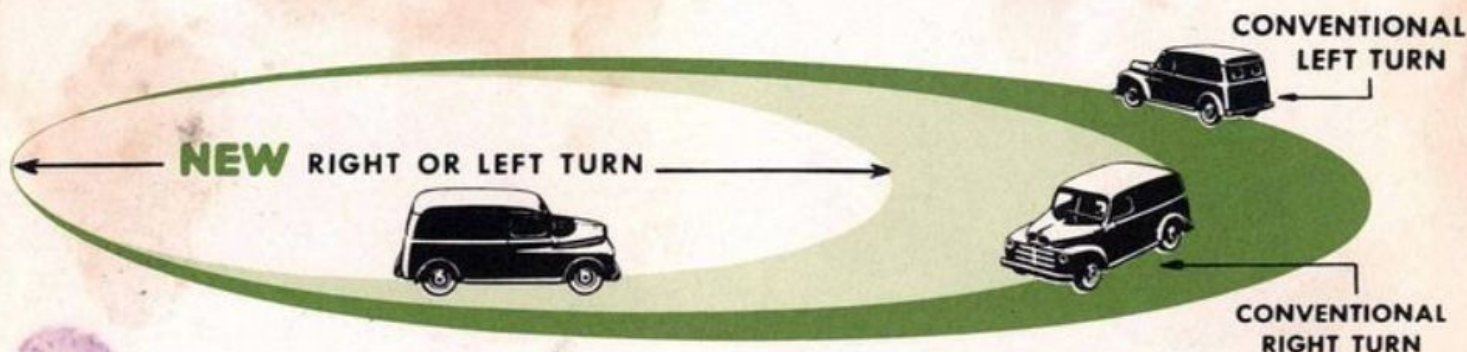 CONVENTIONAL
LEFT TURN
NEW RIGHT OR LEFT TURN
CONVENTIONAL
RIGHT TURN